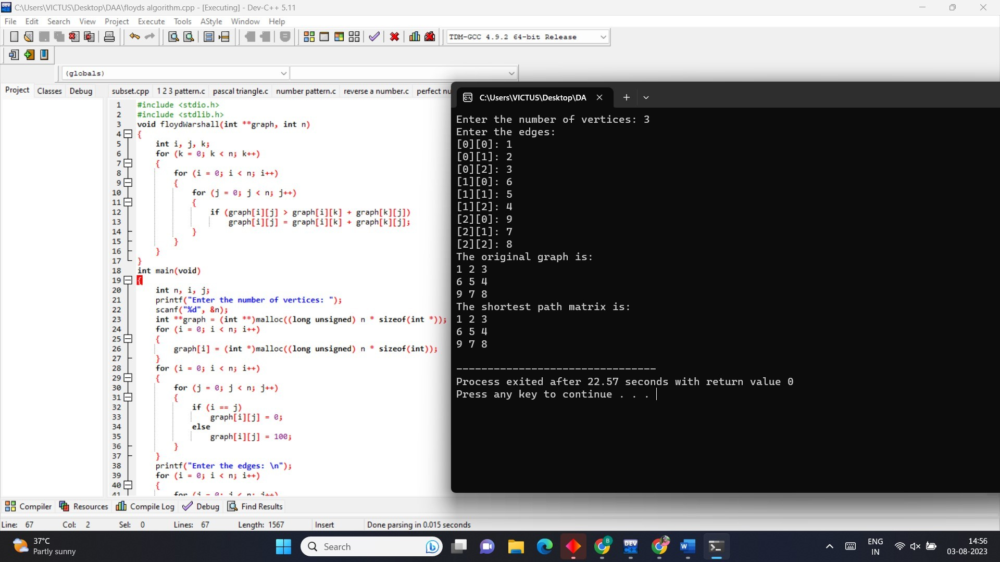 C:\Users\VICTUS\Desktop\DAA\floyds algorithm.cpp - [Executing] - Dev-C++ 5.11
File Edit Search View Project Execute Tools AStyle Window Help
TDM-GCC 4.9.2 64-bit Release
(globals)
Project Classes Debug
subset.cpp 1 2 3 pattern.c pascal triangle.c number pattern.c reverse a number.c perfect nu
1 #include <stdio.h>
2 #include <stdlib.h>
3 void floydWarshall(int **graph, int n)
4 {
5 int i, j, k;
6 for (k = 0; k < n; k++)
7 {
8 for (i = 0; i < n; i++)
9 {
10 for (j = 0; j < n; j++)
11 {
12 if (graph[i][j] > graph[i][k] + graph[k][j])
13 graph[i][j] = graph[i][k] + graph[k][j];
14 }
15 }
16 }
17 }
18 int main(void)
19 {
20 int n, i, j;
21 printf("Enter the number of vertices: ");
22 scanf("%d", &n);
23 int **graph = (int **)malloc((long unsigned) n * sizeof(int *));
24 for (i = 0; i < n; i++)
25 {
26 graph[i] = (int *)malloc((long unsigned) n * sizeof(int));
27 }
28 for (i = 0; i < n; i++)
29 {
30 for (j = 0; j < n; j++)
31 {
32 if (i == j)
33 graph[i][j] = 0;
34 else
35 graph[i][j] = 100;
36 }
37 }
38 printf("Enter the edges: \n");
39 for (i = 0; i < n; i++)
40 {
41 for (j = 0; j < n; j++)
C:\Users\VICTUS\Desktop\DA
Enter the number of vertices: 3
Enter the edges:
[0][0]: 1
[0][1]: 2
[0][2]: 3
[1][0]: 6
[1][1]: 5
[1][2]: 4
[2][0]: 9
[2][1]: 7
[2][2]: 8
The original graph is:
1 2 3
6 5 4
9 7 8
The shortest path matrix is:
1 2 3
6 5 4
9 7 8
--------------------------------
Process exited after 22.57 seconds with return value 0
Press any key to continue . . .
Compiler Resources Compile Log Debug Find Results
Line: 67 Col: 2 Sel: 0 Lines: 67 Length: 1567 Insert Done parsing in 0.015 seconds
37°C
Partly sunny
Search
ENG
IN
14:56
03-08-2023